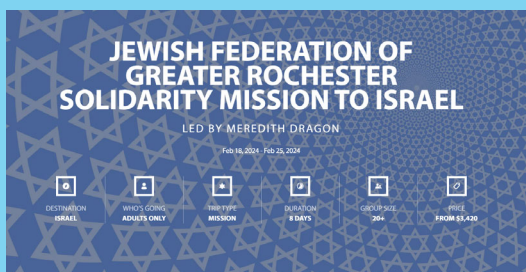 JEWISH FEDERATION OF
GREATER ROCHESTER
SOLIDARITY MISSION TO ISRAEL
LED BY MEREDITH DRAGON
Feb 18, 2024 - Feb 25, 2024
DESTINATION
ISRAEL
WHO'S GOING
ADULTS ONLY
TRIP TYPE
MISSION
DURATION
8 DAYS
GROUP SIZE
20+
PRICE
FROM $3,420